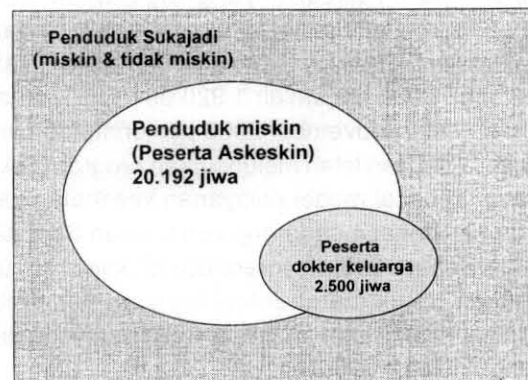 Penduduk Sukajadi
(miskin & tidak miskin)
Penduduk miskin
(Peserta Askeskin)
20.192 jiwa
Peserta
dokter keluarga
2.500 jiwa